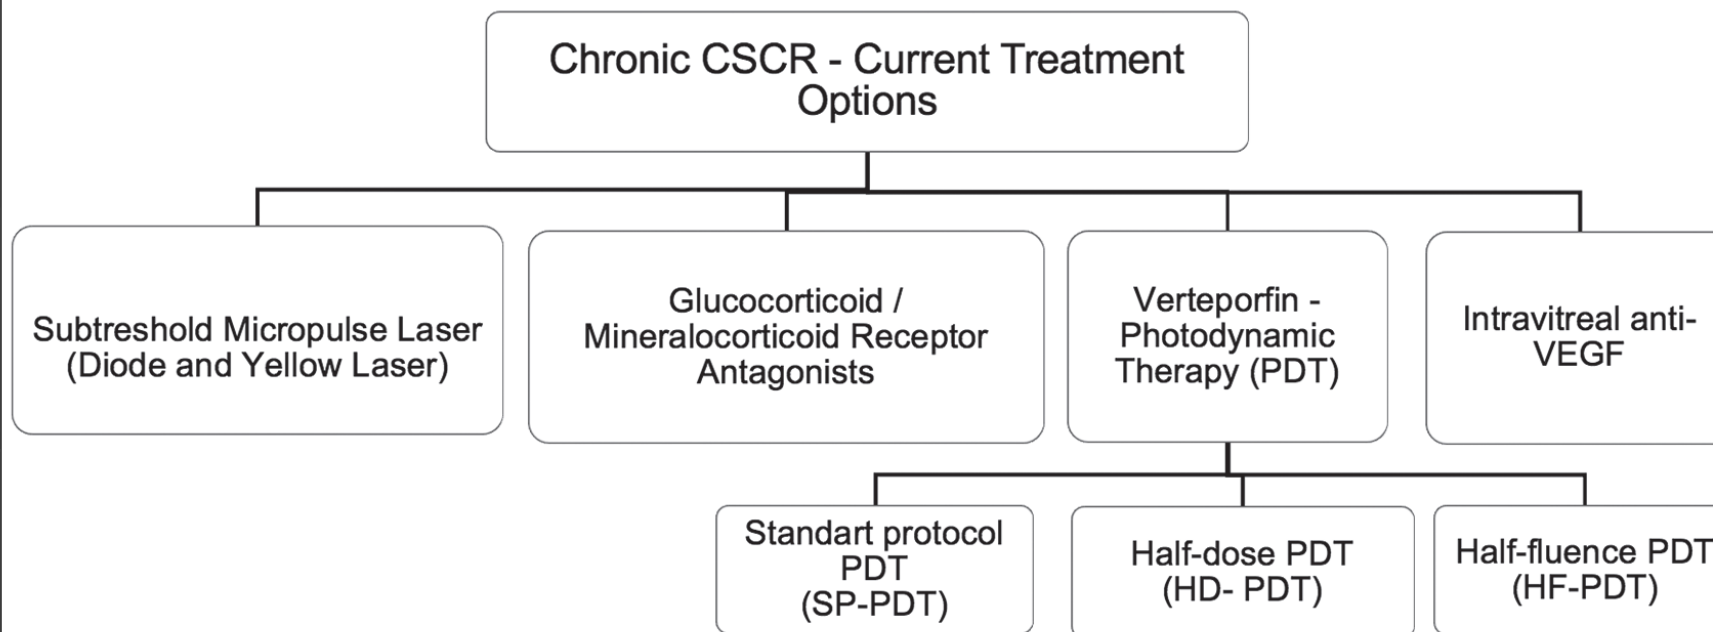 Chronic CSCR - Current Treatment
Options
Subtreshold Micropulse Laser
(Diode and Yellow Laser)
Glucocorticoid /
Mineralocorticoid Receptor
Antagonists
Verteporfin -
Photodynamic
Therapy (PDT)
Intravitreal anti-
VEGF
Standart protocol
PDT
(SP-PDT)
Half-dose PDT
(HD- PDT)
Half-fluence PDT
(HF-PDT)